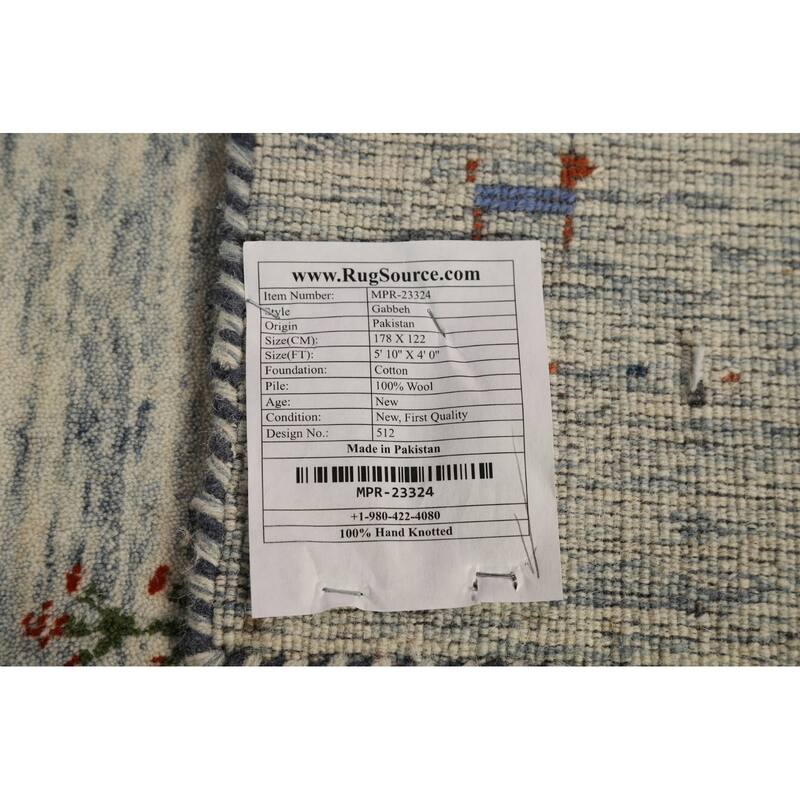 www.RugSource.com
Item Number: MPR-23324
Style Gabbeh
Origin Pakistan
Size(CM): 178 X 122
Size(FT): 5' 10" X 4' 0"
Foundation: Cotton
Pile: 100% Wool
Age: New
Condition: New, First Quality
Design No.: 512
Made in Pakistan
MPR-23324
+1-980-422-4080
100% Hand Knotted